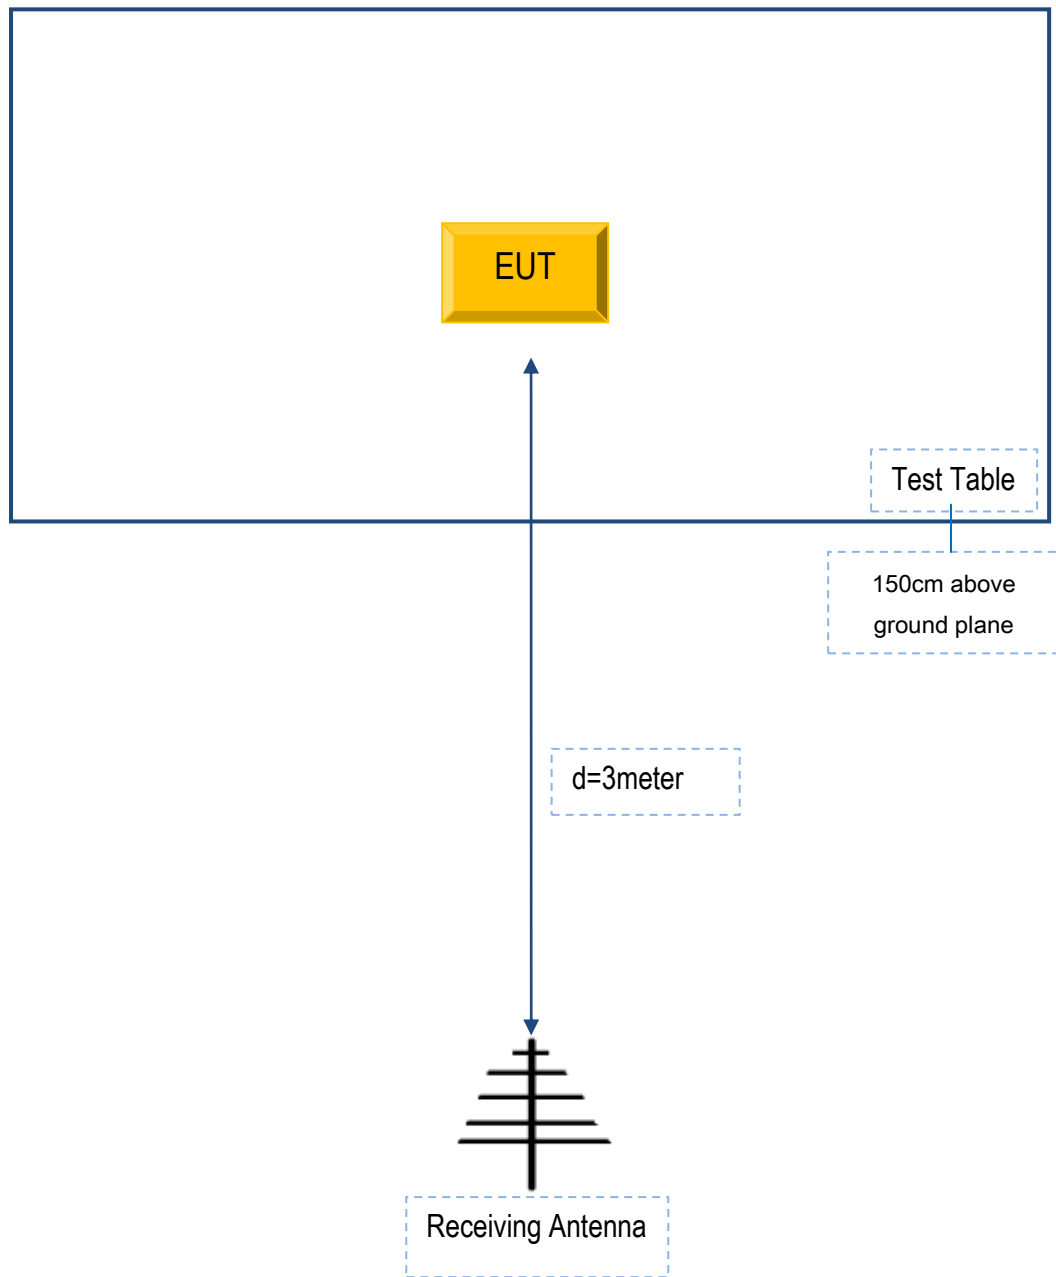 EUT
Test Table
150cm above
ground plane
d=3meter
Receiving Antenna